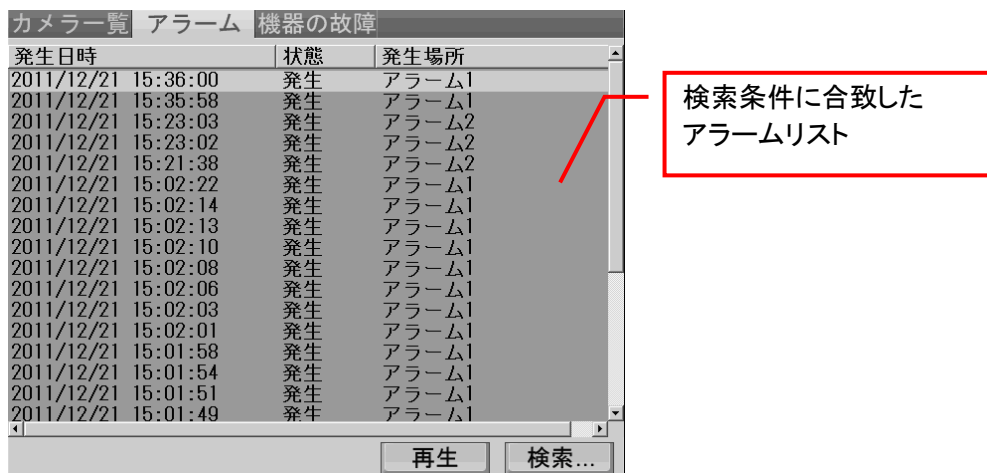 カメラ一覧 アラーム 機器の故障
発生日時 状態 発生場所
2011/12/21 15:36:00 発生 アラーム1
2011/12/21 15:35:58 発生 アラーム1
2011/12/21 15:23:03 発生 アラーム2
2011/12/21 15:23:02 発生 アラーム2
2011/12/21 15:21:38 発生 アラーム2
2011/12/21 15:02:22 発生 アラーム1
2011/12/21 15:02:14 発生 アラーム1
2011/12/21 15:02:13 発生 アラーム1
2011/12/21 15:02:10 発生 アラーム1
2011/12/21 15:02:08 発生 アラーム1
2011/12/21 15:02:06 発生 アラーム1
2011/12/21 15:02:03 発生 アラーム1
2011/12/21 15:02:01 発生 アラーム1
2011/12/21 15:01:58 発生 アラーム1
2011/12/21 15:01:54 発生 アラーム1
2011/12/21 15:01:51 発生 アラーム1
2011/12/21 15:01:49 発生 アラーム1
再生 検索...
検索条件に合致した
アラームリスト